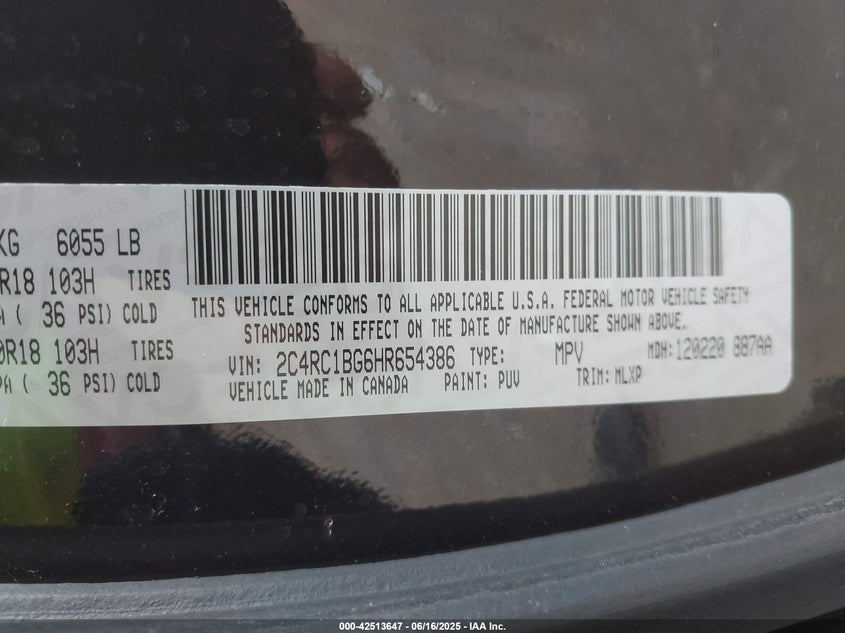 KG 6055 LB
R18 103H TIRES
( 36 PSI) COLD
0R18 103H TIRES
PA ( 36 PSI) COLD
THIS VEHICLE CONFORMS TO ALL APPLICABLE U.S.A. FEDERAL MOTOR VEHICLE SAFETY
STANDARDS IN EFFECT ON THE DATE OF MANUFACTURE SHOWN ABOVE.
VIN: 2C4RC1BG6HR654386 TYPE: MPV MDH: 120220 887AA
VEHICLE MADE IN CANADA PAINT: PUV TRIM: MLXP
000-42513647 - 06/16/2025 - IAA Inc.